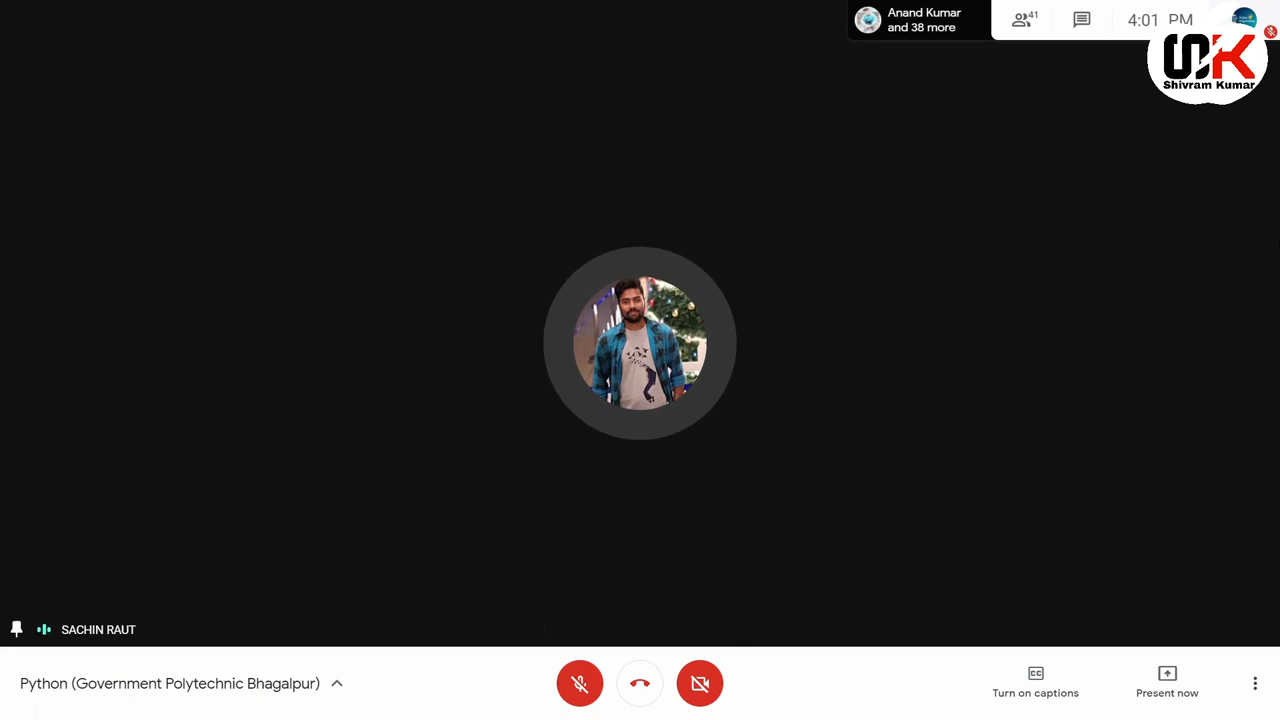 Anand Kumar
and 38 more
41
4:01 PM
SK
Shivram Kumar
SACHIN RAUT
Python (Government Polytechnic Bhagalpur)
Turn on captions
Present now